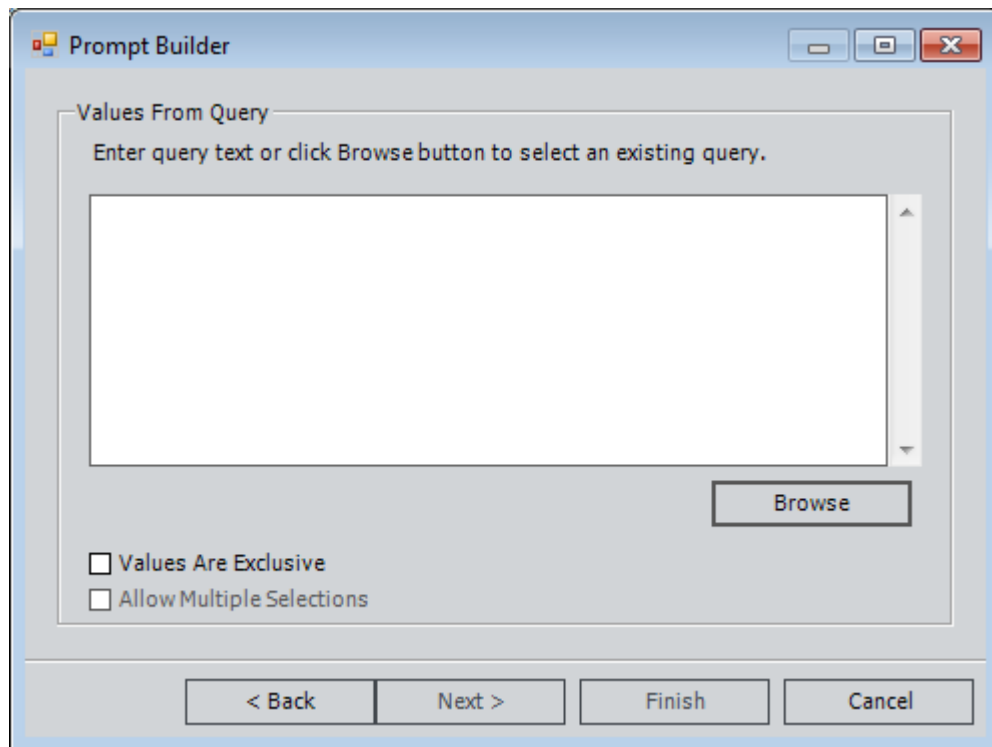 Prompt Builder
Values From Query
Enter query text or click Browse button to select an existing query.
Browse
Values Are Exclusive
Allow Multiple Selections
< Back
Next >
Finish
Cancel